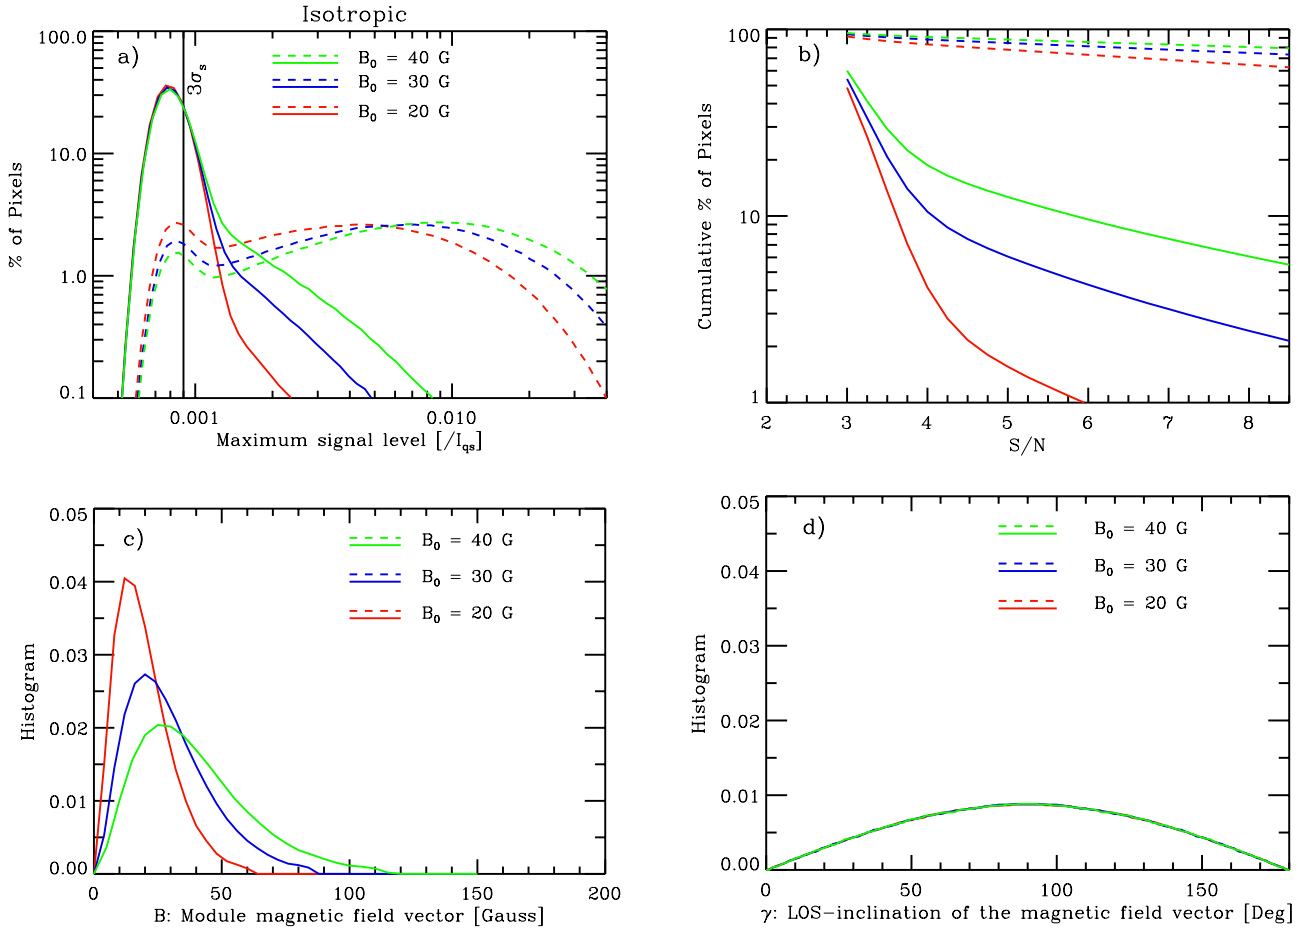 Isotropic
a)
3σs
B0 = 40 G
B0 = 30 G
B0 = 20 G
100.0
10.0
1.0
0.1
% of Pixels
0.001
0.010
Maximum signal level [/Iqs]
b)
100
10
1
Cumulative % of Pixels
2
3
4
5
6
7
8
S/N
c)
B0 = 40 G
B0 = 30 G
B0 = 20 G
0.05
0.04
0.03
0.02
0.01
0.00
Histogram
0
50
100
150
200
B: Module magnetic field vector [Gauss]
d)
B0 = 40 G
B0 = 30 G
B0 = 20 G
0.05
0.04
0.03
0.02
0.01
0.00
Histogram
0
50
100
150
γ: LOS-inclination of the magnetic field vector [Deg]